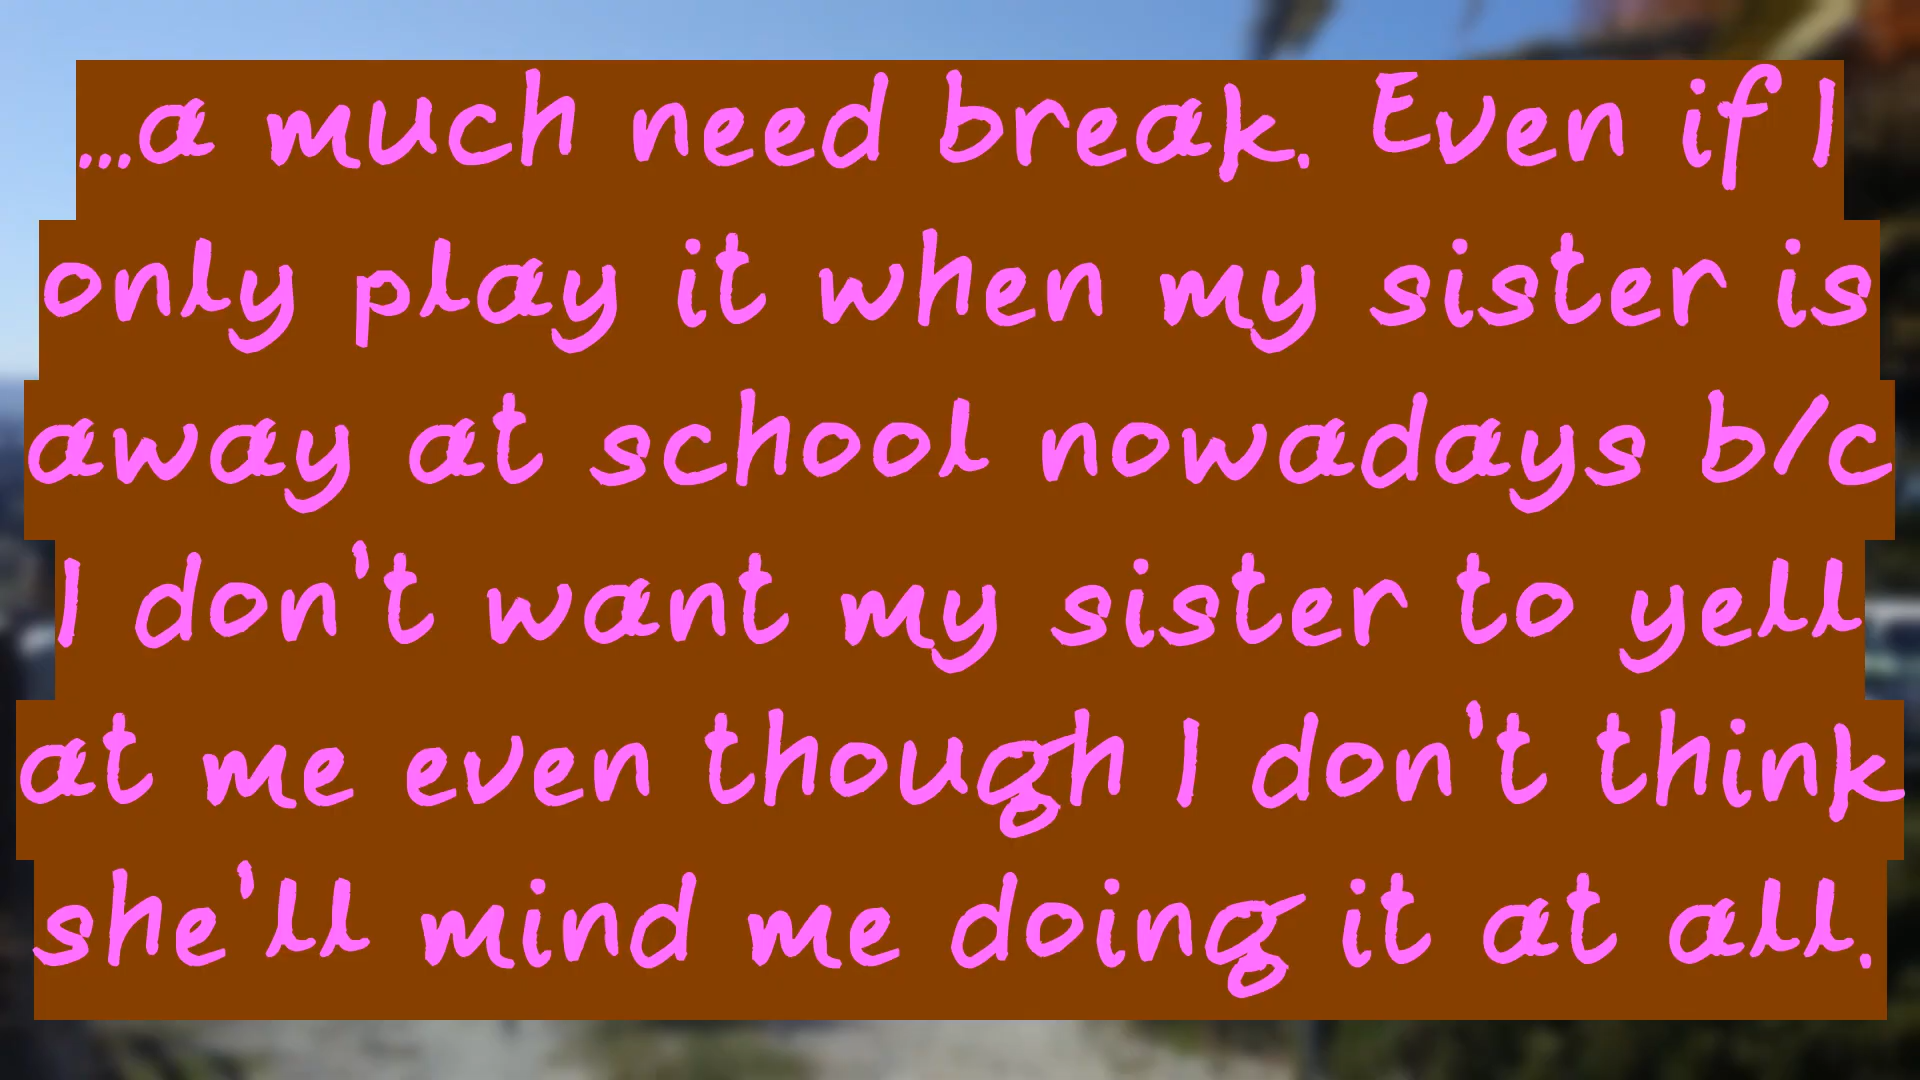 ...a much need break. Even if I
only play it when my sister is
away at school nowadays b/c
I don't want my sister to yell
at me even though I don't think
she'll mind me doing it at all.